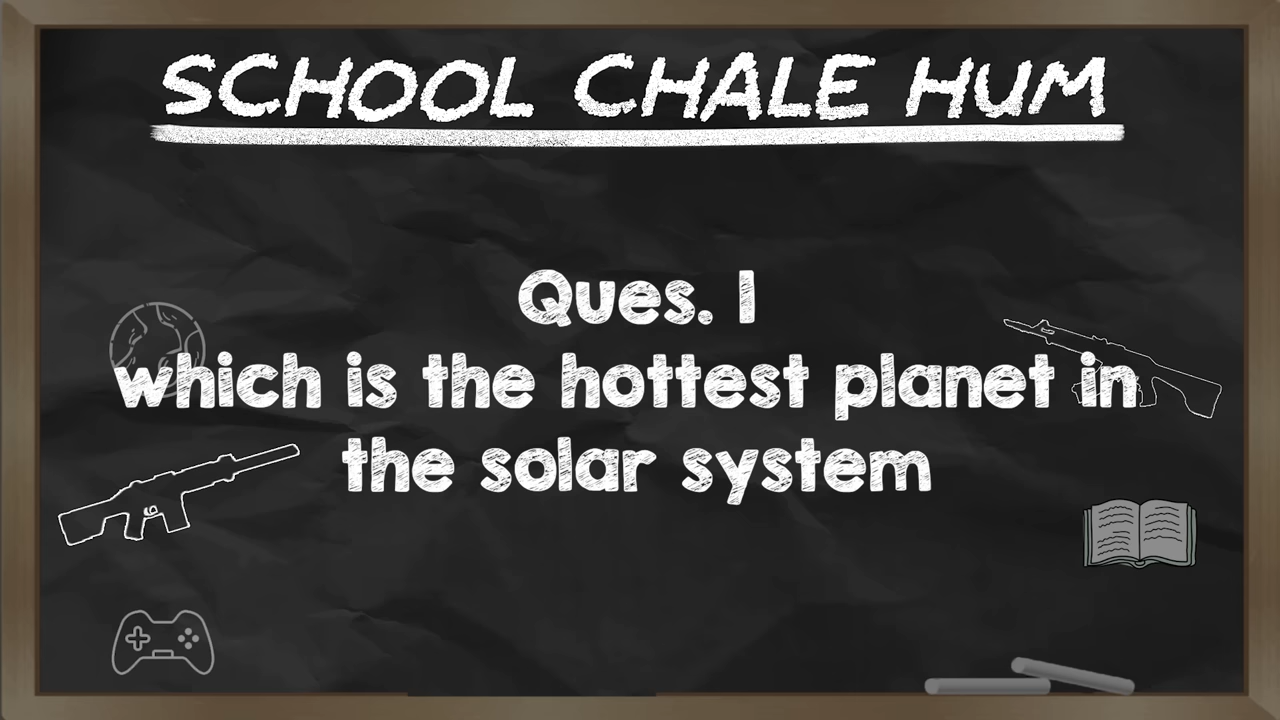 SCHOOL CHALE HUM
Ques. 1
which is the hottest planet in
the solar system